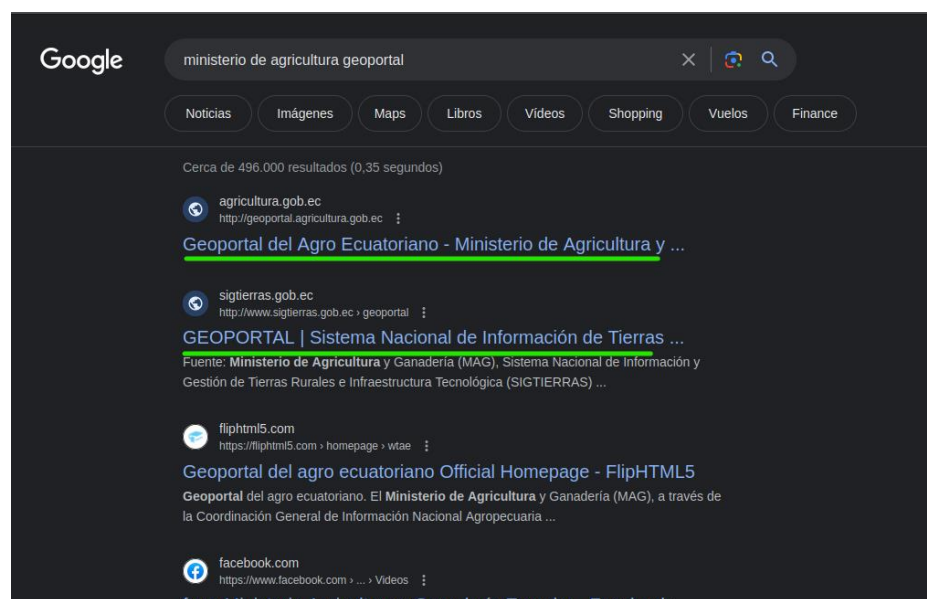 Google
ministerio de agricultura geoportal
Noticias Imágenes Maps Libros Vídeos Shopping Vuelos Finance
Cerca de 496.000 resultados (0,35 segundos)
agricultura.gob.ec
http://geoportal.agricultura.gob.ec
Geoportal del Agro Ecuatoriano - Ministerio de Agricultura y ...
sigtierras.gob.ec
http://www.sigtierras.gob.ec › geoportal
GEOPORTAL | Sistema Nacional de Información de Tierras ...
Fuente: Ministerio de Agricultura y Ganadería (MAG), Sistema Nacional de Información y
Gestión de Tierras Rurales e Infraestructura Tecnológica (SIGTIERRAS) ...
fliphtml5.com
https://fliphtml5.com › homepage › wtae
Geoportal del agro ecuatoriano Official Homepage - FlipHTML5
Geoportal del agro ecuatoriano. El Ministerio de Agricultura y Ganadería (MAG), a través de
la Coordinación General de Información Nacional Agropecuaria ...
facebook.com
https://www.facebook.com › ... › Videos